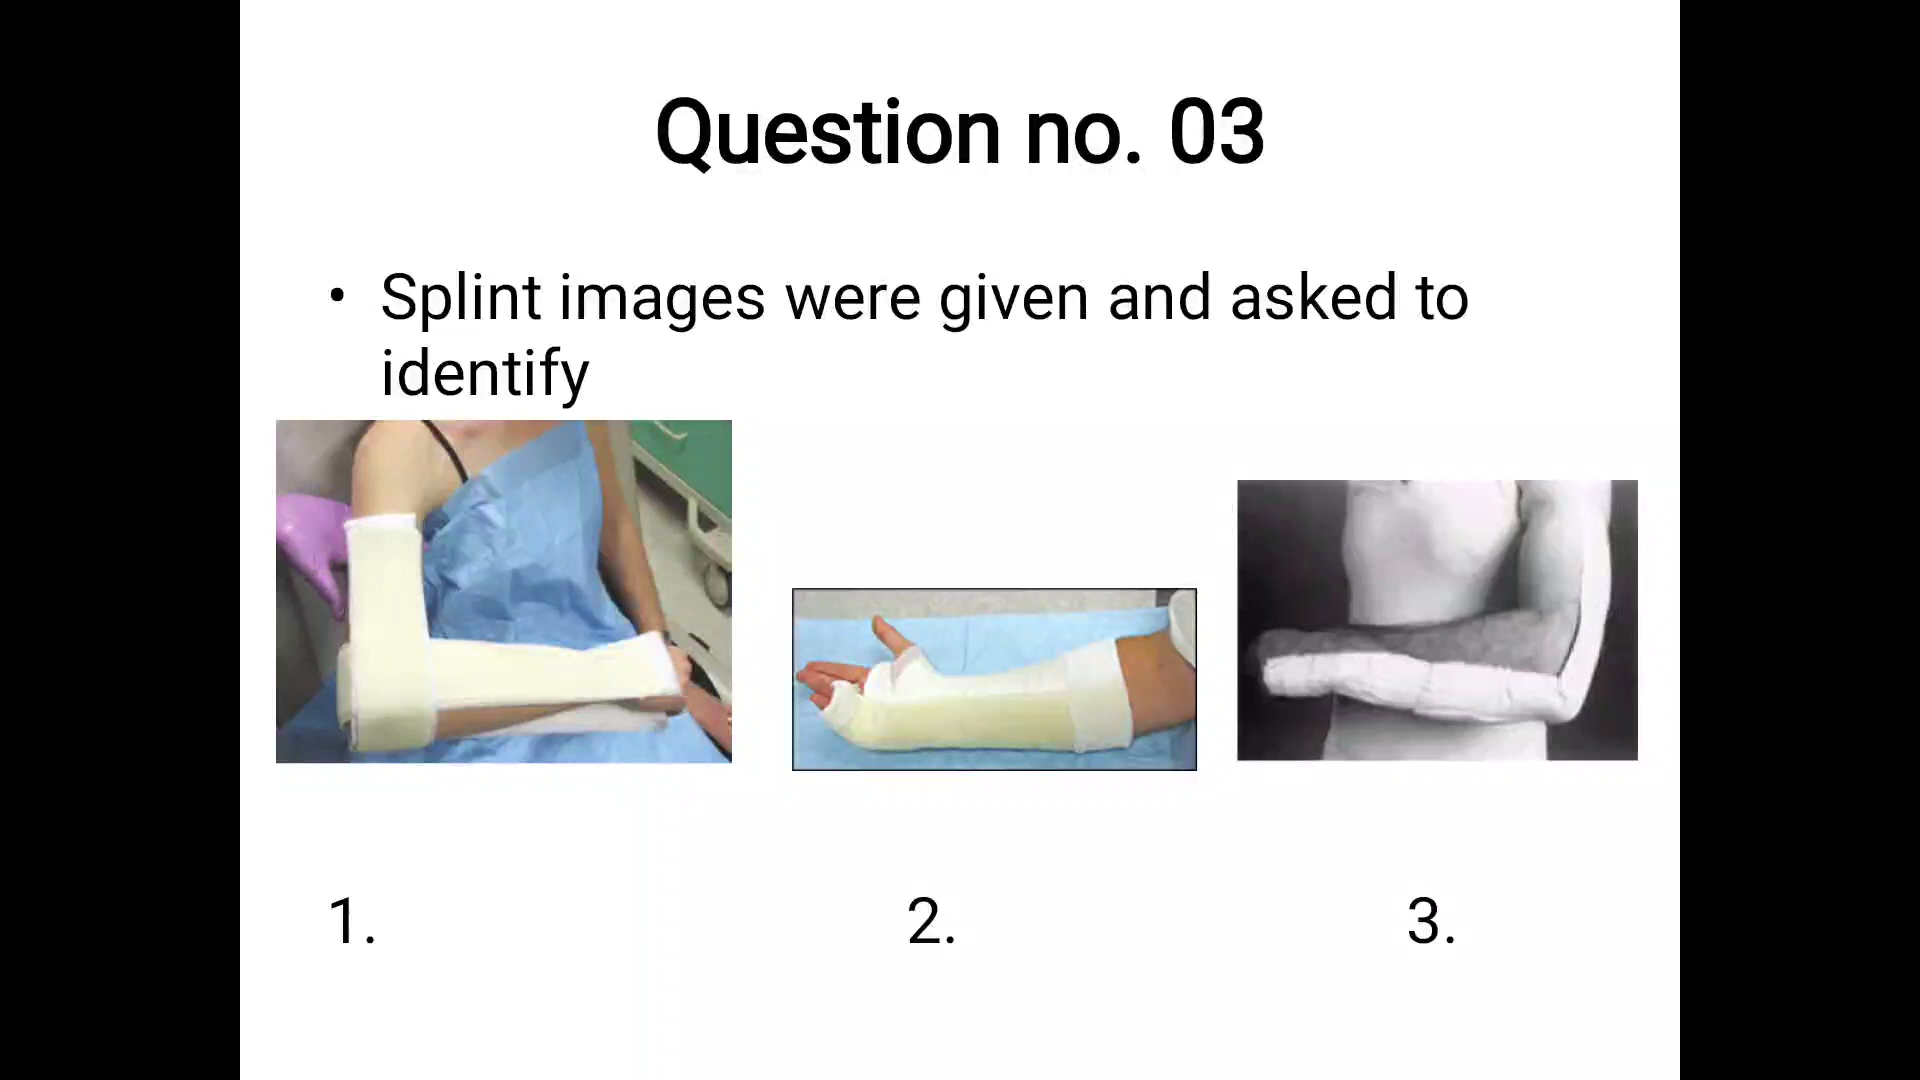 Question no. 03
• Splint images were given and asked to
identify
1.
2.
3.